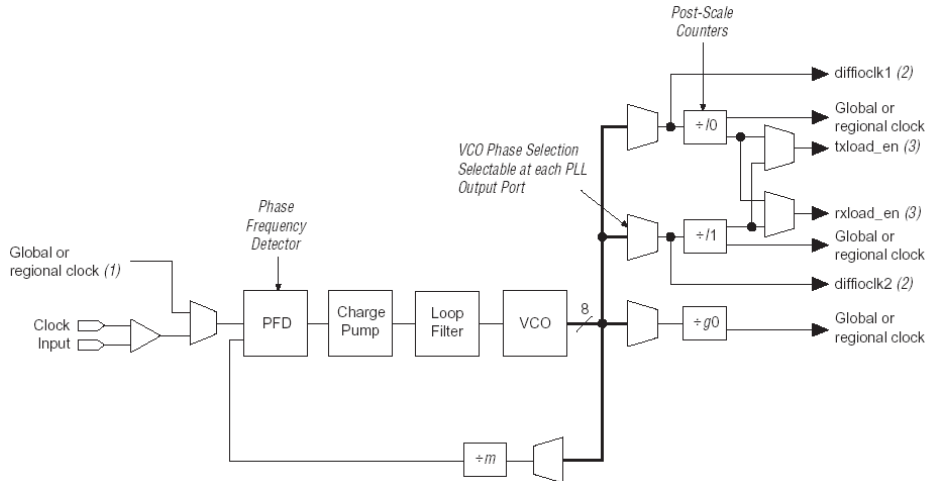 Post-Scale
Counters
diffioclk1 (2)
÷l0
Global or
regional clock
VCO Phase Selection
Selectable at each PLL
Output Port
txload_en (3)
Phase
Frequency
Detector
rxload_en (3)
÷l1
Global or
regional clock
Global or
regional clock (1)
diffioclk2 (2)
Clock
Input
PFD
Charge
Pump
Loop
Filter
VCO
8
÷g0
Global or
regional clock
÷m